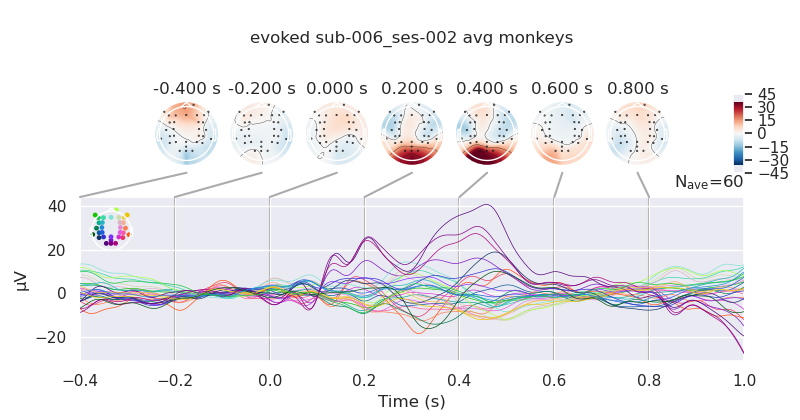 evoked sub-006_ses-002 avg monkeys
-0.400 s -0.200 s 0.000 s 0.200 s 0.400 s 0.600 s 0.800 s
45
30
15
0
−15
−30
−45
Nave=60
40
20
0
−20
µV
−0.4 −0.2 0.0 0.2 0.4 0.6 0.8 1.0
Time (s)